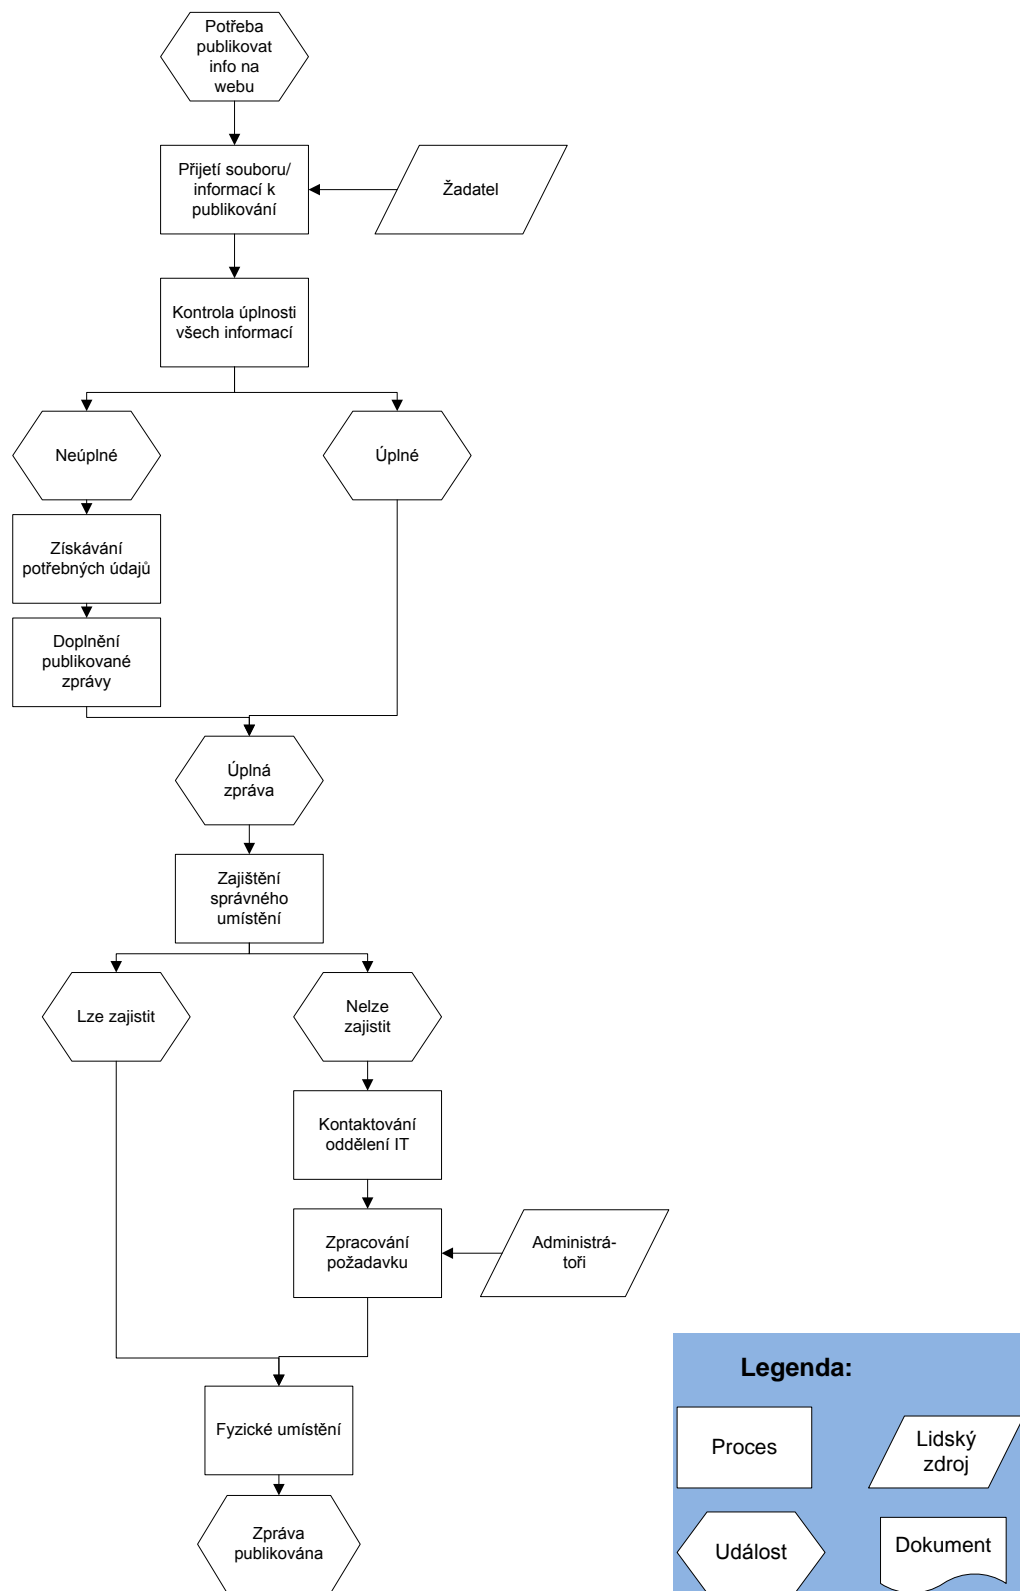 Potřeba
publikovat
info na
webu
Přijetí souboru/
informací k
publikování
Žadatel
Kontrola úplnosti
všech informací
Neúplné
Úplné
Získávání
potřebných údajů
Doplnění
publikované
zprávy
Úplná
zpráva
Zajištění
správného
umístění
Lze zajistit
Nelze
zajistit
Kontaktování
oddělení IT
Zpracování
požadavku
Administrá-
toři
Fyzické umístění
Zpráva
publikována
Legenda:
Proces
Lidský
zdroj
Událost
Dokument